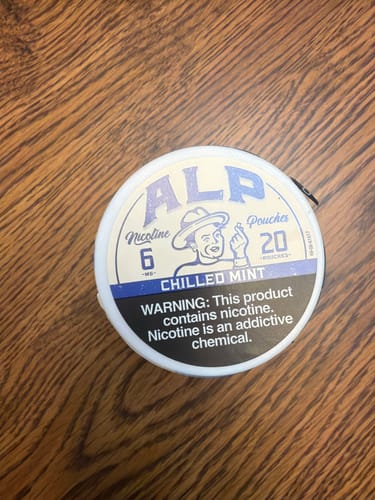 ALP
Nicotine Pouches
6 20
-MG- -POUCHES-
CHILLED MINT
WARNING: This product
contains nicotine.
Nicotine is an addictive
chemical.